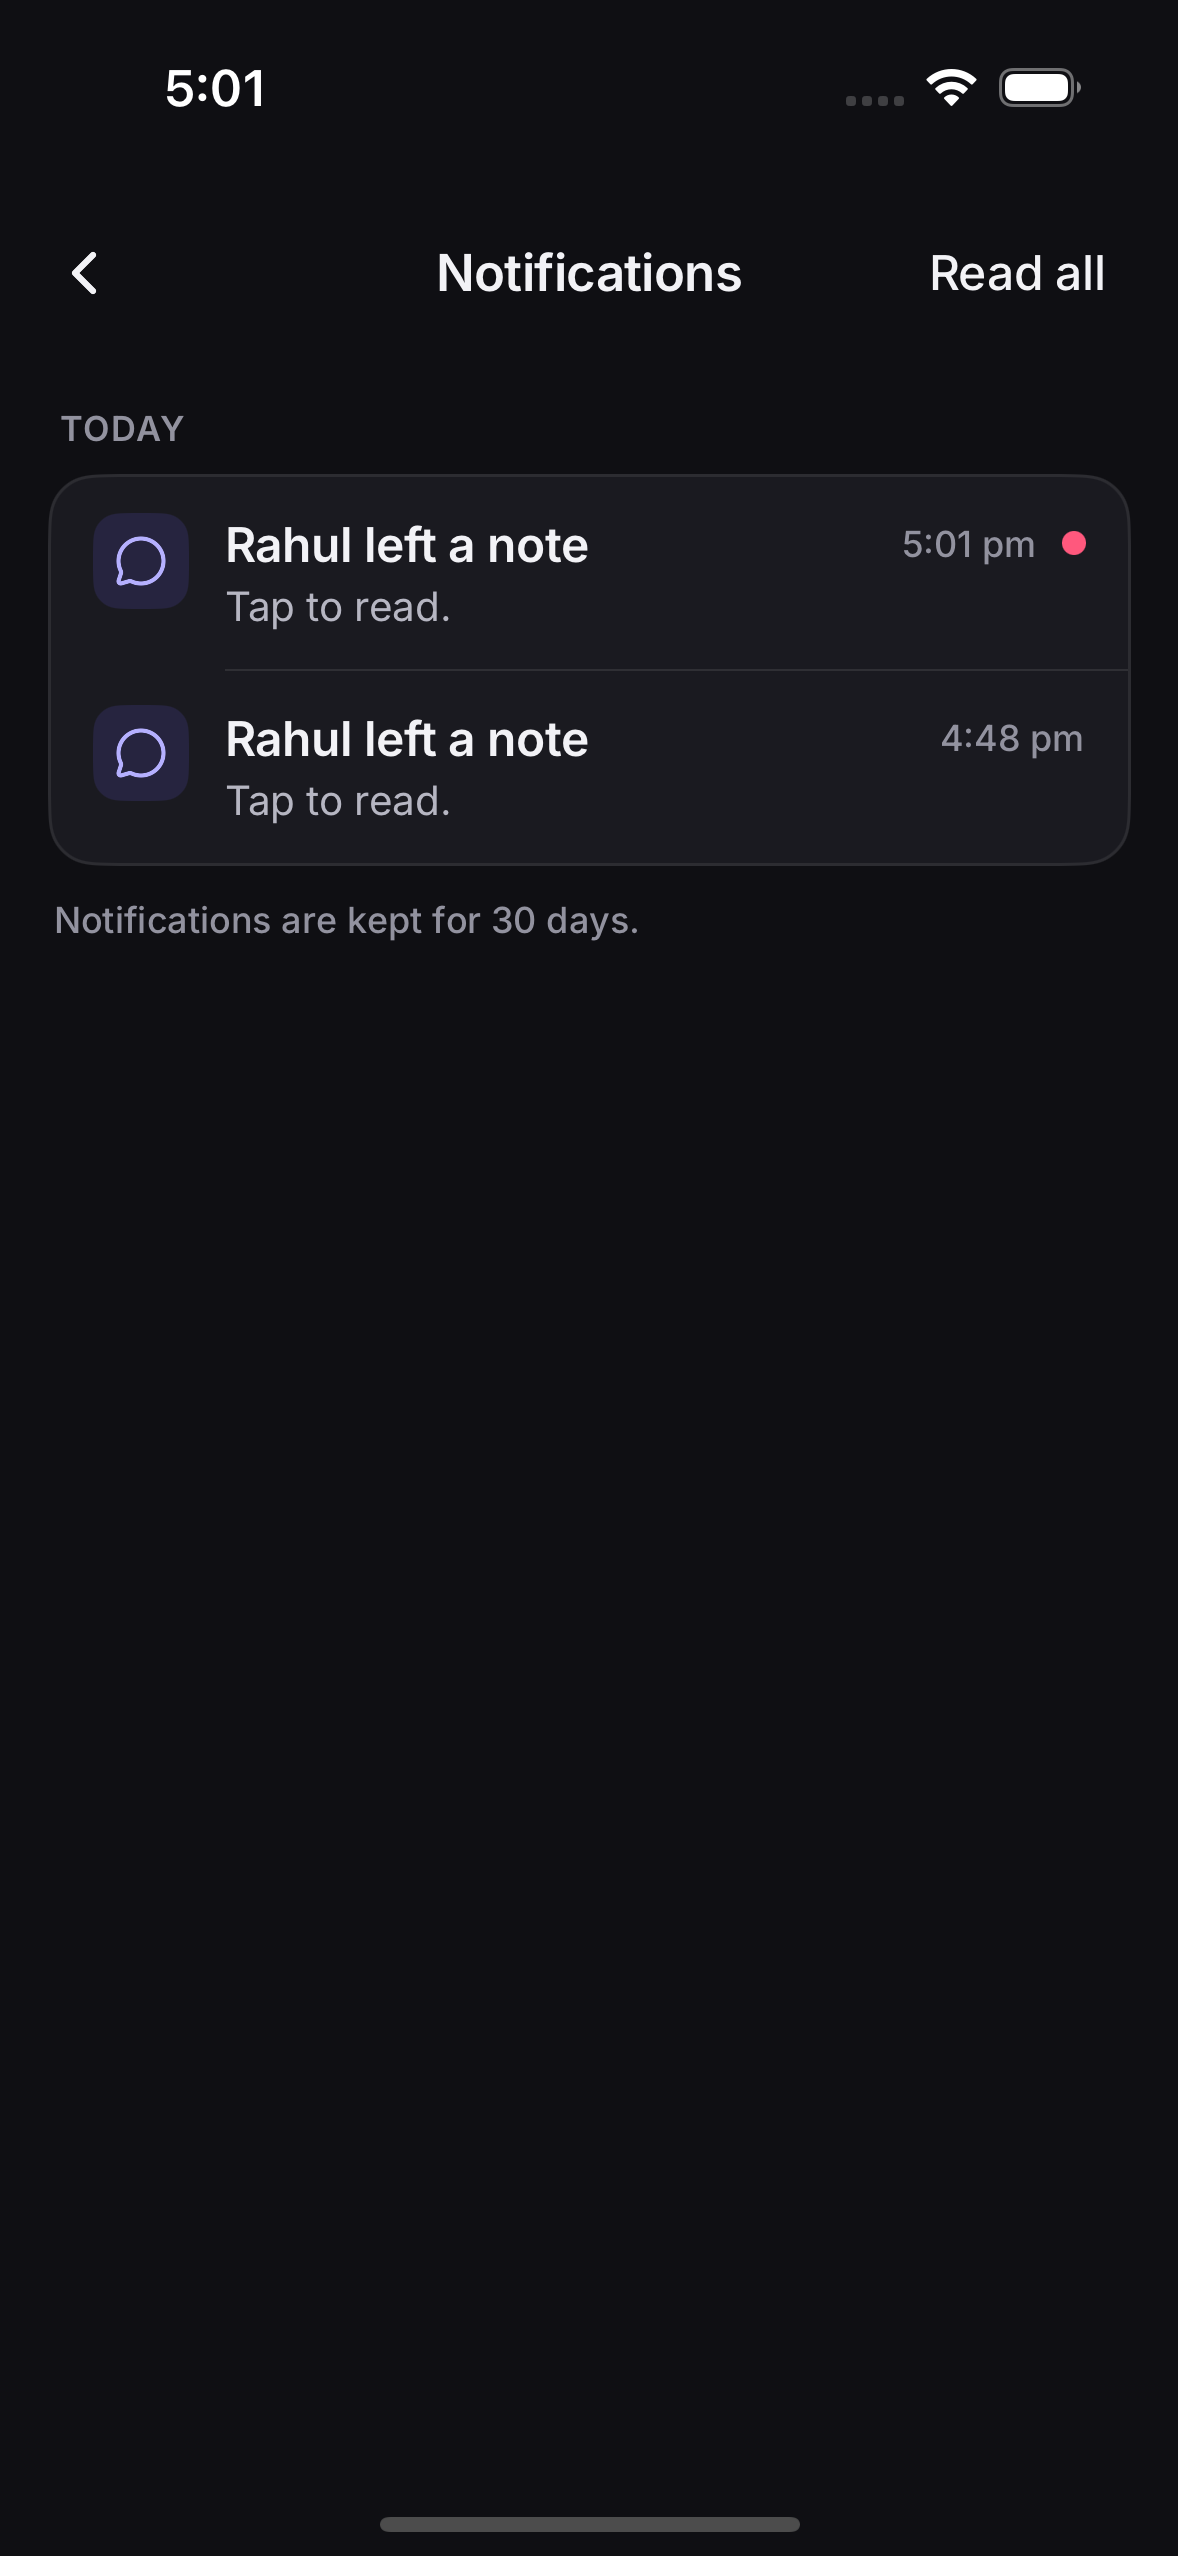 5:01
Notifications
Read all
TODAY
Rahul left a note
5:01 pm
Tap to read.
Rahul left a note
4:48 pm
Tap to read.
Notifications are kept for 30 days.